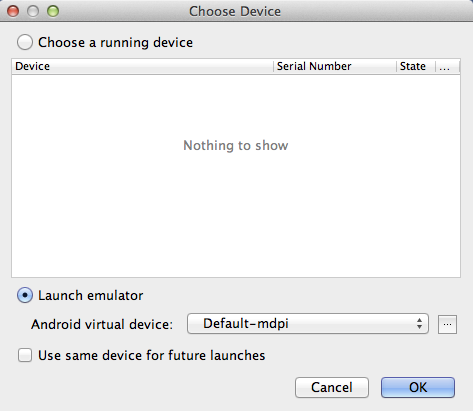 Choose Device
Choose a running device
Device Serial Number State ...
Nothing to show
Launch emulator
Android virtual device: Default-mdpi ...
Use same device for future launches
Cancel OK